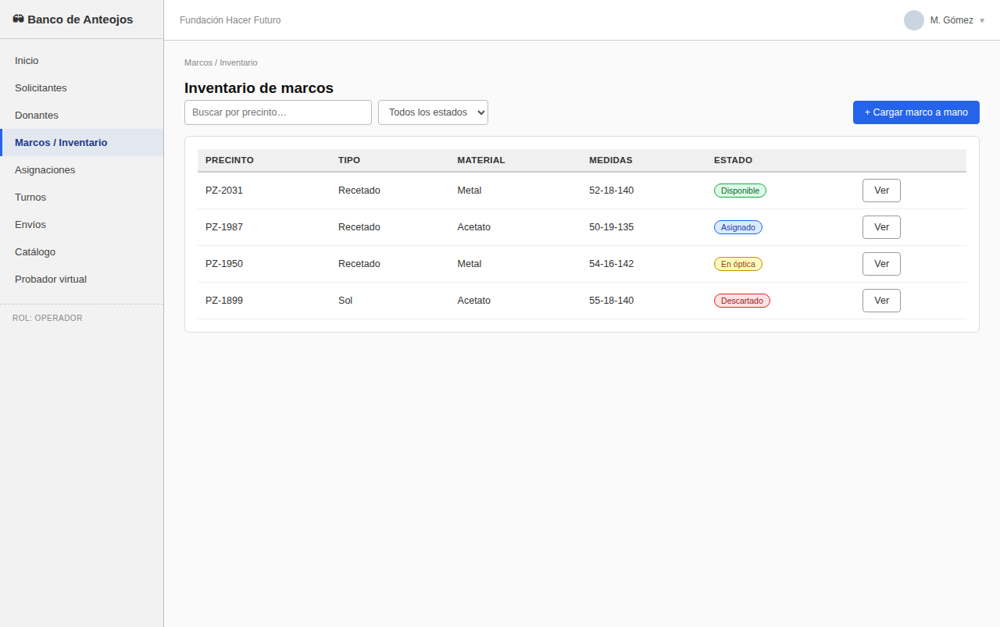 🕶 Banco de Anteojos
Fundación Hacer Futuro
M. Gómez ▾
Inicio
Solicitantes
Donantes
Marcos / Inventario
Asignaciones
Turnos
Envíos
Catálogo
Probador virtual
ROL: OPERADOR
Marcos / Inventario
Inventario de marcos
Buscar por precinto… Todos los estados + Cargar marco a mano
PRECINTO TIPO MATERIAL MEDIDAS ESTADO
PZ-2031 Recetado Metal 52-18-140 Disponible Ver
PZ-1987 Recetado Acetato 50-19-135 Asignado Ver
PZ-1950 Recetado Metal 54-16-142 En óptica Ver
PZ-1899 Sol Acetato 55-18-140 Descartado Ver